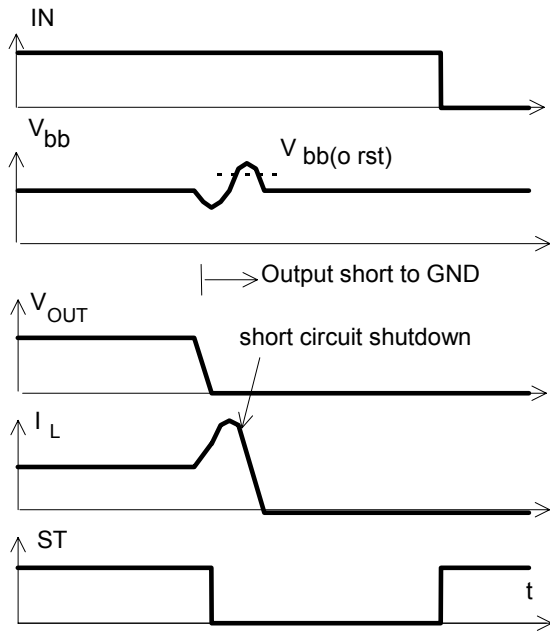 IN
V bb
V bb(o rst)
Output short to GND
V OUT
short circuit shutdown
I L
ST
t